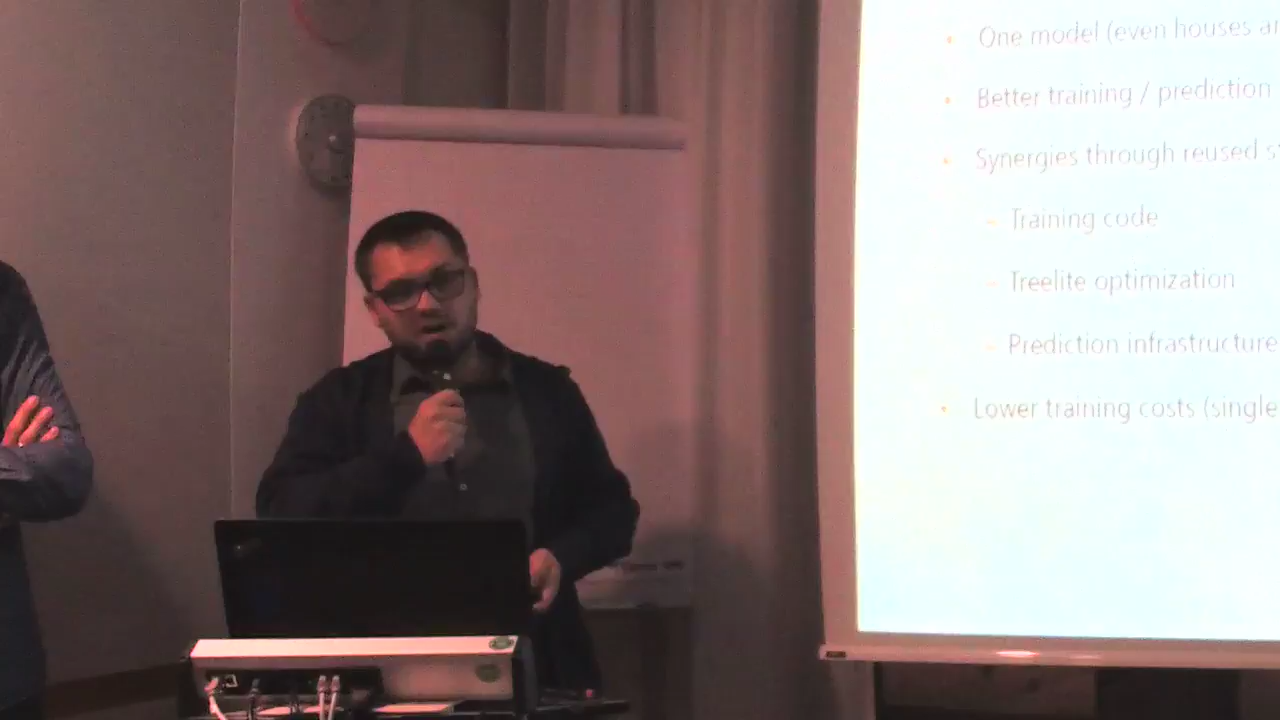 • One model (even houses
• Better training / prediction
• Synergies through reused
– Training code
– Treelite optimization
– Prediction infrastructure
• Lower training costs (single